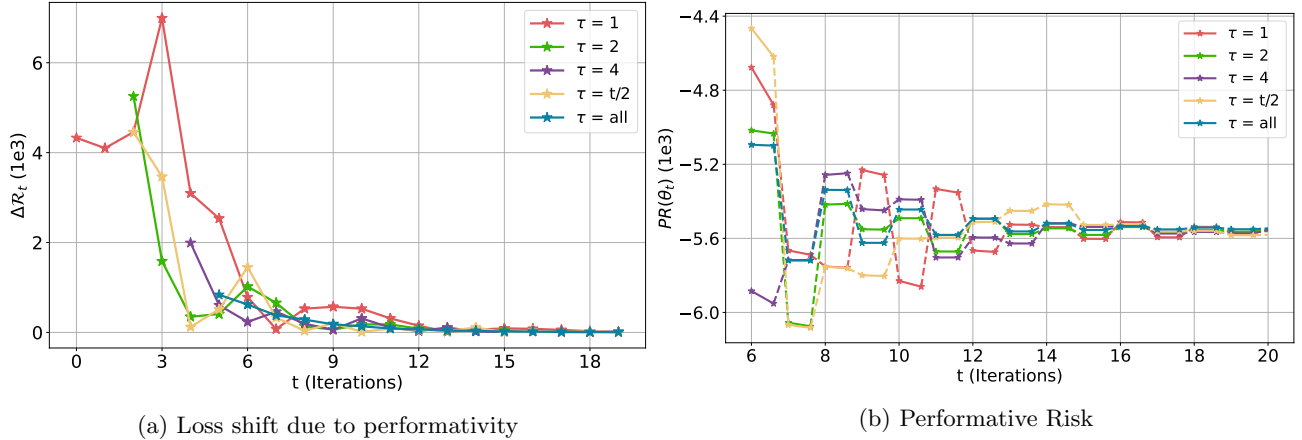 ΔR_t (1e3)
6
4
2
0
τ = 1
τ = 2
τ = 4
τ = t/2
τ = all
0 3 6 9 12 15 18
t (Iterations)
(a) Loss shift due to performativity
PR(θ_t) (1e3)
−4.4
−4.8
−5.2
−5.6
−6.0
τ = 1
τ = 2
τ = 4
τ = t/2
τ = all
6 8 10 12 14 16 18 20
t (Iterations)
(b) Performative Risk